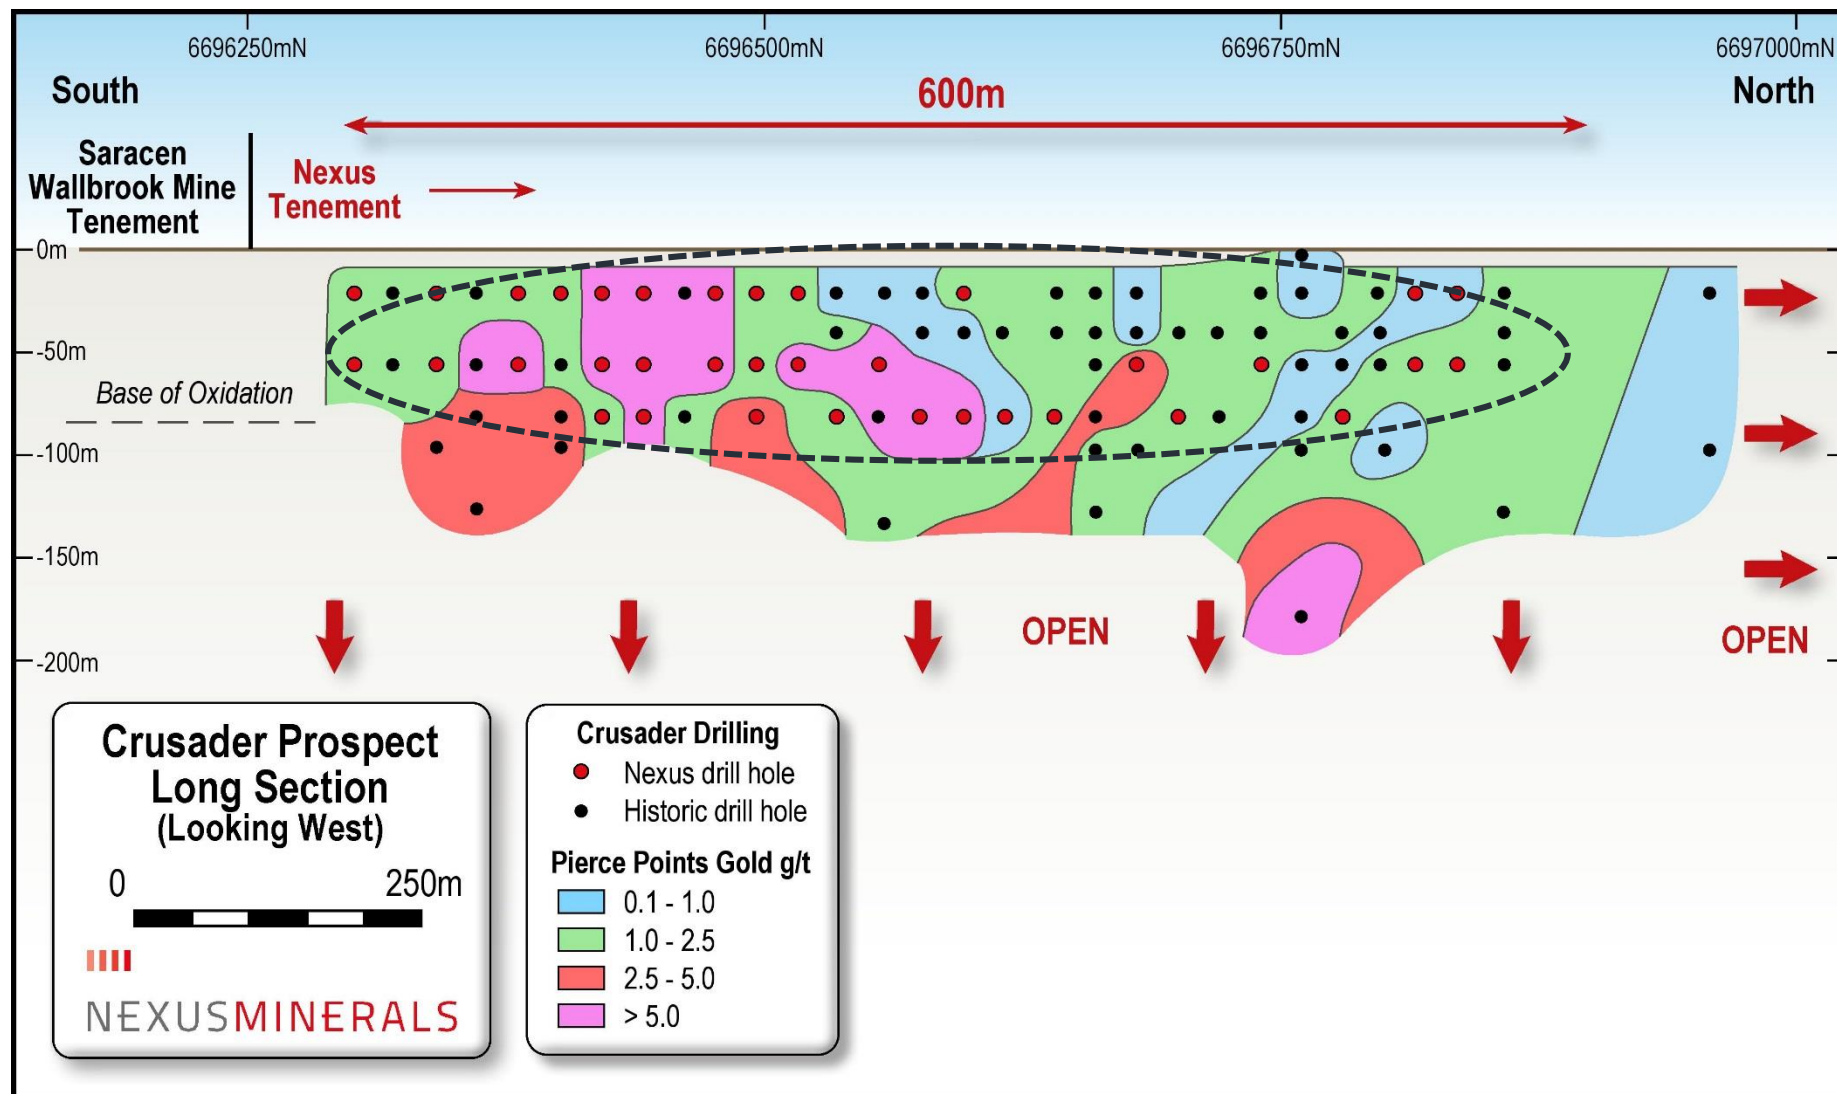 6696250mN
6696500mN
6696750mN
6697000mN
South
600m
North
Saracen
Wallbrook Mine
Tenement
Nexus
Tenement
0m
-50m
Base of Oxidation
-100m
-150m
-200m
OPEN
OPEN
Crusader Prospect
Long Section
(Looking West)
0 250m
NEXUSMINERALS
Crusader Drilling
Nexus drill hole
Historic drill hole
Pierce Points Gold g/t
0.1 - 1.0
1.0 - 2.5
2.5 - 5.0
> 5.0